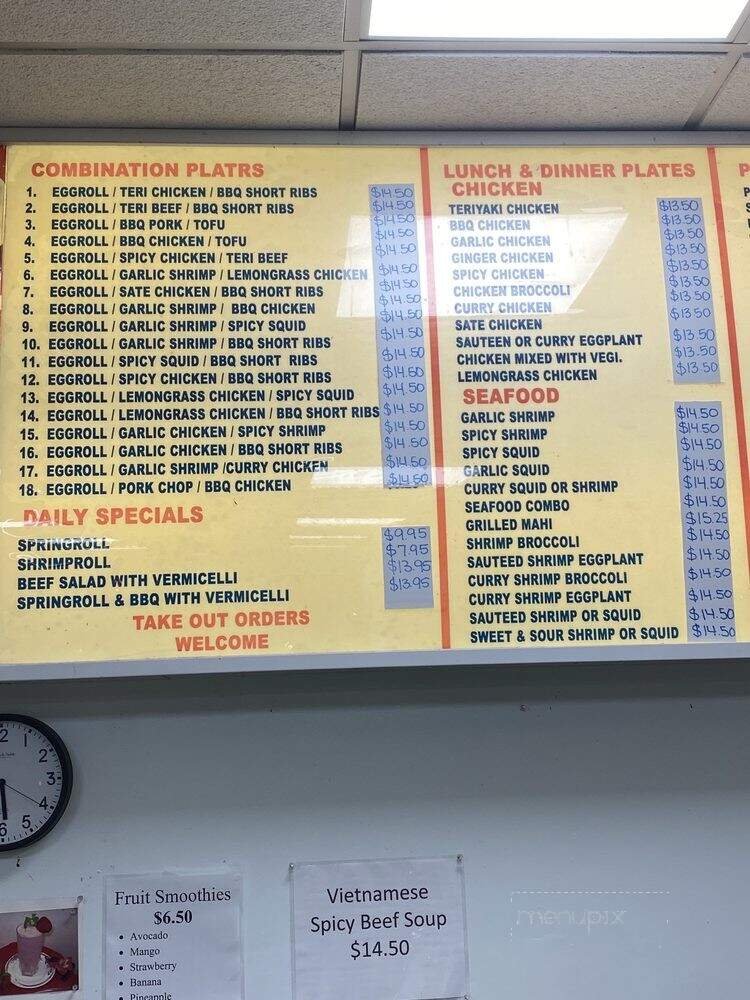 COMBINATION PLATRS
1. EGGROLL / TERI CHICKEN / BBQ SHORT RIBS $14.50
2. EGGROLL / TERI BEEF / BBQ SHORT RIBS $14.50
3. EGGROLL / BBQ PORK / TOFU $14.50
4. EGGROLL / BBQ CHICKEN / TOFU $14.50
5. EGGROLL / SPICY CHICKEN / TERI BEEF $14.50
6. EGGROLL / GARLIC SHRIMP / LEMONGRASS CHICKEN $14.50
7. EGGROLL / SATE CHICKEN / BBQ SHORT RIBS $14.50
8. EGGROLL / GARLIC SHRIMP / BBQ CHICKEN $14.50
9. EGGROLL / GARLIC SHRIMP / SPICY SQUID $14.50
10. EGGROLL / GARLIC SHRIMP / BBQ SHORT RIBS $14.50
11. EGGROLL / SPICY SQUID / BBQ SHORT RIBS $14.50
12. EGGROLL / SPICY CHICKEN / BBQ SHORT RIBS $14.50
13. EGGROLL / LEMONGRASS CHICKEN / SPICY SQUID $14.50
14. EGGROLL / LEMONGRASS CHICKEN / BBQ SHORT RIBS $14.50
15. EGGROLL / GARLIC CHICKEN / SPICY SHRIMP $14.50
16. EGGROLL / GARLIC CHICKEN / BBQ SHORT RIBS $14.50
17. EGGROLL / GARLIC SHRIMP /CURRY CHICKEN $14.50
18. EGGROLL / PORK CHOP / BBQ CHICKEN $14.50
DAILY SPECIALS
SPRINGROLL $9.95
SHRIMPROLL $7.95
BEEF SALAD WITH VERMICELLI $13.95
SPRINGROLL & BBQ WITH VERMICELLI $13.95
TAKE OUT ORDERS
WELCOME
LUNCH & DINNER PLATES
CHICKEN
TERIYAKI CHICKEN $13.50
BBQ CHICKEN $13.50
GARLIC CHICKEN $13.50
GINGER CHICKEN $13.50
SPICY CHICKEN $13.50
CHICKEN BROCCOLI $13.50
CURRY CHICKEN $13.50
SATE CHICKEN $13.50
SAUTEEN OR CURRY EGGPLANT $13.50
CHICKEN MIXED WITH VEGI. $13.50
LEMONGRASS CHICKEN $13.50
SEAFOOD
GARLIC SHRIMP $14.50
SPICY SHRIMP $14.50
SPICY SQUID $14.50
GARLIC SQUID $14.50
CURRY SQUID OR SHRIMP $14.50
SEAFOOD COMBO $14.50
GRILLED MAHI $15.25
SHRIMP BROCCOLI $14.50
SAUTEED SHRIMP EGGPLANT $14.50
CURRY SHRIMP BROCCOLI $14.50
CURRY SHRIMP EGGPLANT $14.50
SAUTEED SHRIMP OR SQUID $14.50
SWEET & SOUR SHRIMP OR SQUID $14.50
2 1
2
3
4
5
6
Fruit Smoothies
$6.50
• Avocado
• Mango
• Strawberry
• Banana
• Pineapple
Vietnamese
Spicy Beef Soup
$14.50
menupix